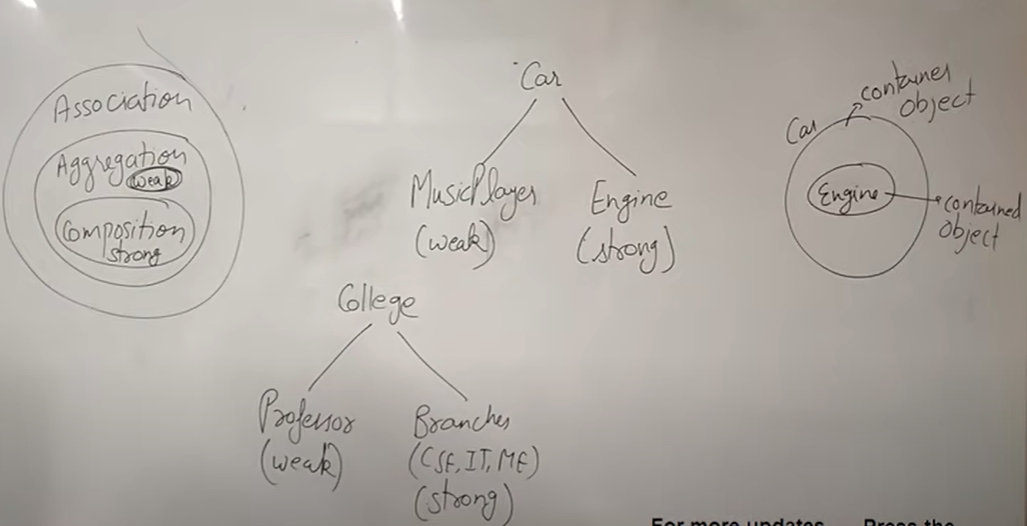 Association
Aggregation
weak
Composition
strong
Car
MusicPlayer
(weak)
Engine
(strong)
Car
container
object
Engine
contained
object
College
Professor
(weak)
Branches
(CSE, IT, ME)
(strong)
For more updates
Press the